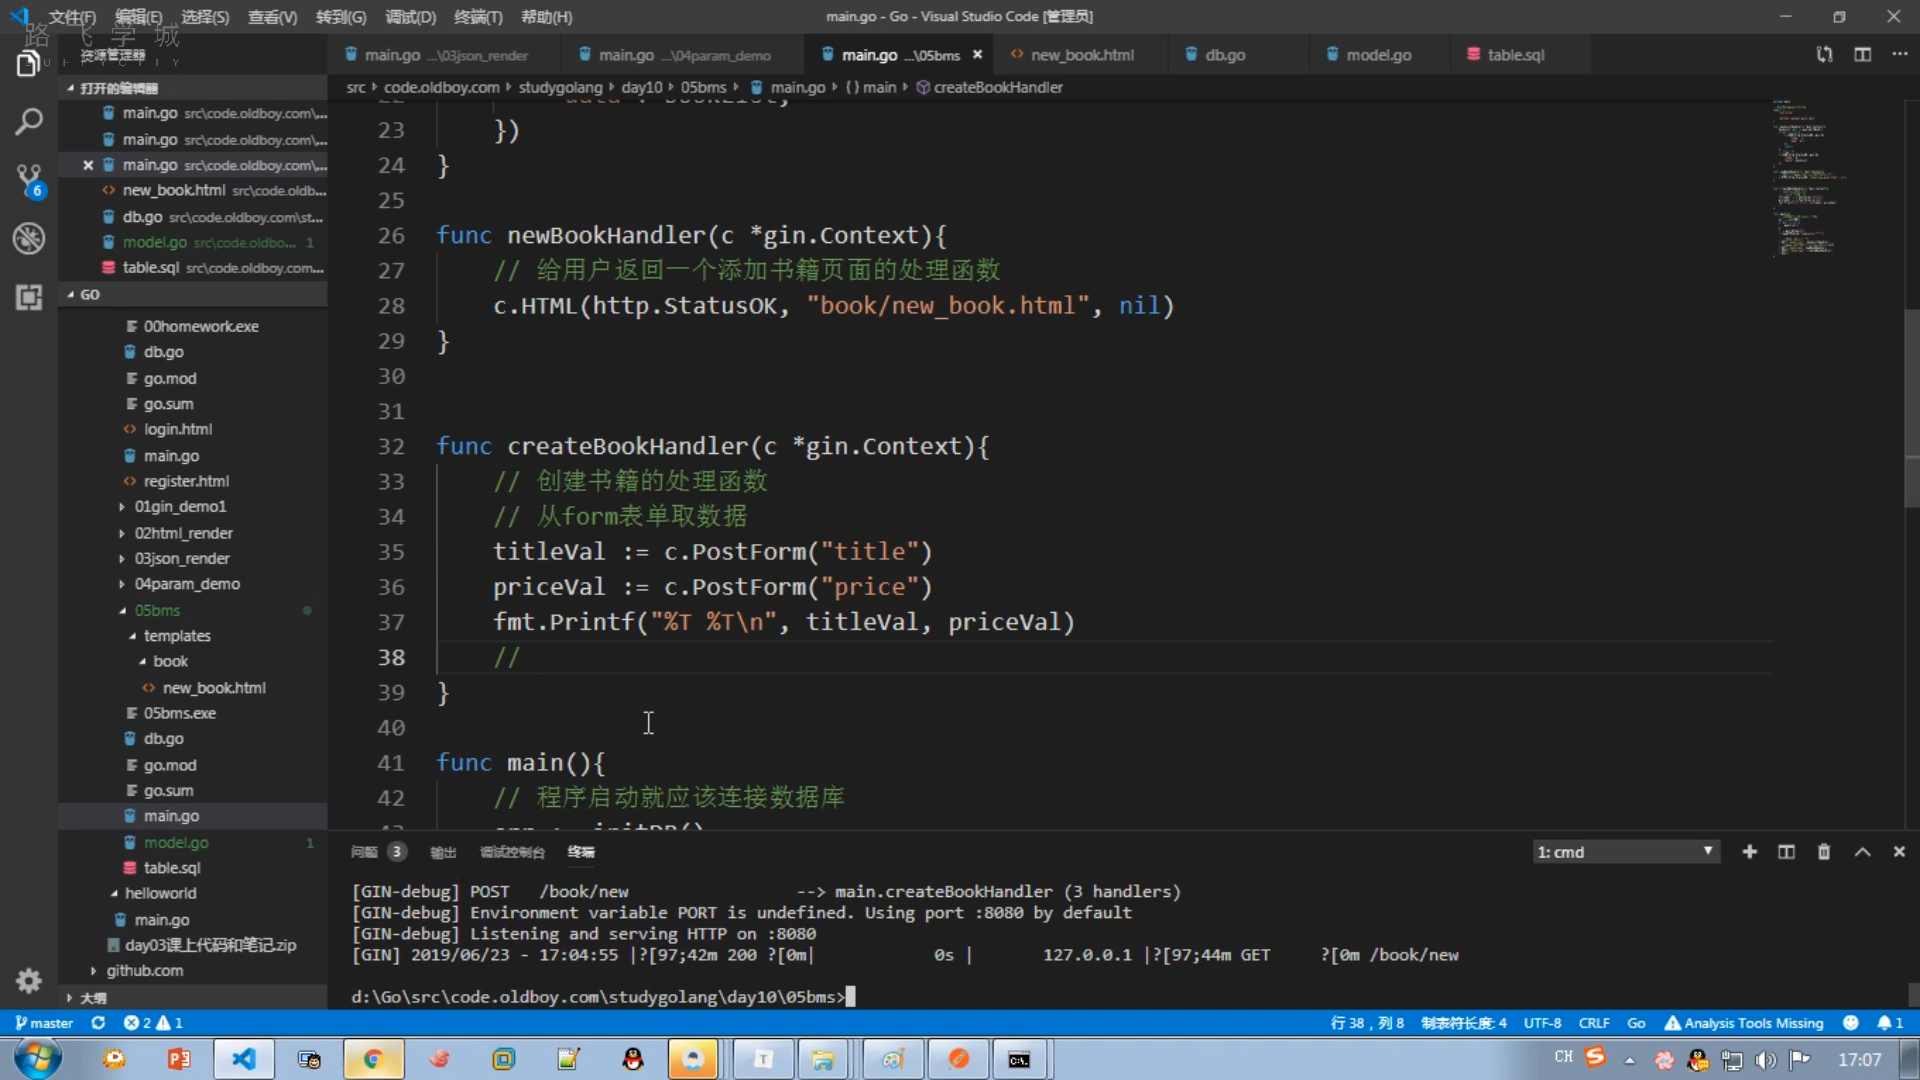 文件(F) 编辑(E) 选择(S) 查看(V) 转到(G) 调试(D) 终端(T) 帮助(H)
main.go - Go - Visual Studio Code [管理员]
路飞学城
资源管理器
main.go ...\03json_render
main.go ...\04param_demo
main.go ...\05bms
new_book.html
db.go
model.go
table.sql
打开的编辑器
main.go src\code.oldboy.com\...
main.go src\code.oldboy.com\...
main.go src\code.oldboy.com\...
new_book.html src\code.oldb...
db.go src\code.oldboy.com\st...
model.go src\code.oldbo... 1
table.sql src\code.oldboy.com...
6
GO
00homework.exe
db.go
go.mod
go.sum
login.html
main.go
register.html
01gin_demo1
02html_render
03json_render
04param_demo
05bms
templates
book
new_book.html
05bms.exe
db.go
go.mod
go.sum
main.go
model.go 1
table.sql
helloworld
main.go
day03课上代码和笔记.zip
github.com
大纲
src › code.oldboy.com › studygolang › day10 › 05bms › main.go › {} main › createBookHandler
23 })
24 }
25
26 func newBookHandler(c *gin.Context){
27 // 给用户返回一个添加书籍页面的处理函数
28 c.HTML(http.StatusOK, "book/new_book.html", nil)
29 }
30
31
32 func createBookHandler(c *gin.Context){
33 // 创建书籍的处理函数
34 // 从form表单取数据
35 titleVal := c.PostForm("title")
36 priceVal := c.PostForm("price")
37 fmt.Printf("%T %T\n", titleVal, priceVal)
38 //
39 }
40
41 func main(){
42 // 程序启动就应该连接数据库
问题 3 输出 调试控制台 终端
1: cmd
[GIN-debug] POST /book/new --> main.createBookHandler (3 handlers)
[GIN-debug] Environment variable PORT is undefined. Using port :8080 by default
[GIN-debug] Listening and serving HTTP on :8080
[GIN] 2019/06/23 - 17:04:55 |?[97;42m 200 ?[0m| 0s | 127.0.0.1 |?[97;44m GET ?[0m /book/new
d:\Go\src\code.oldboy.com\studygolang\day10\05bms>
master 2 1
行 38，列 8 制表符长度: 4 UTF-8 CRLF Go Analysis Tools Missing 1
CH
17:07